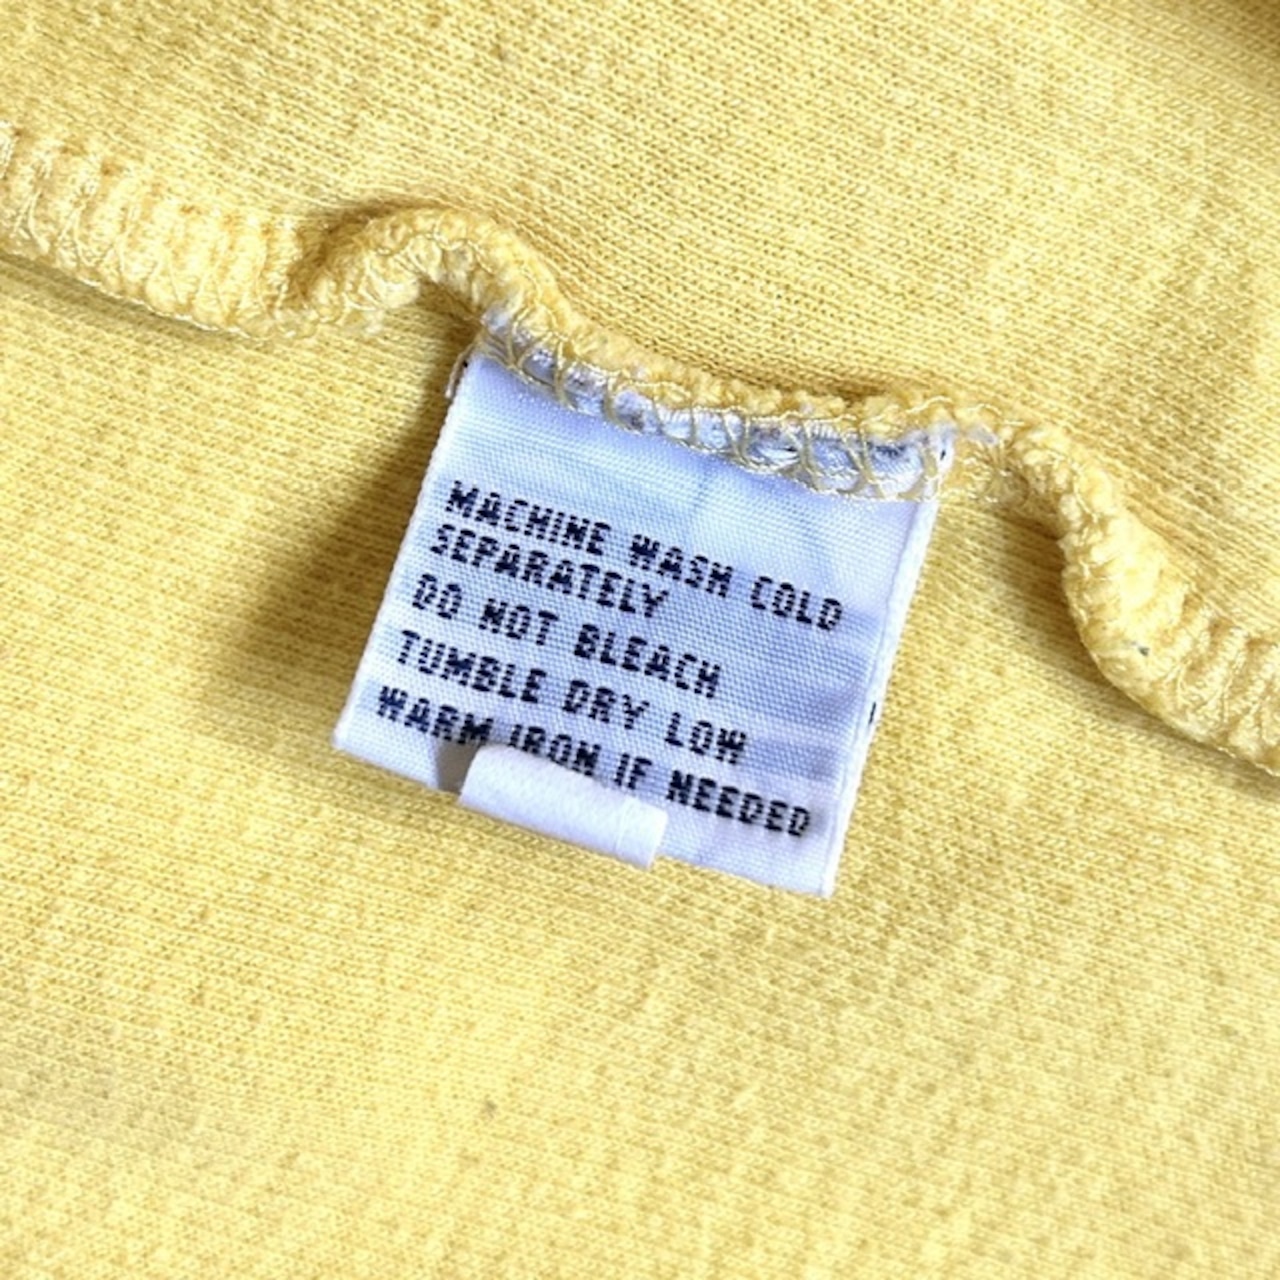 MACHINE WASH COLD
SEPARATELY
DO NOT BLEACH
TUMBLE DRY LOW
WARM IRON IF NEEDED